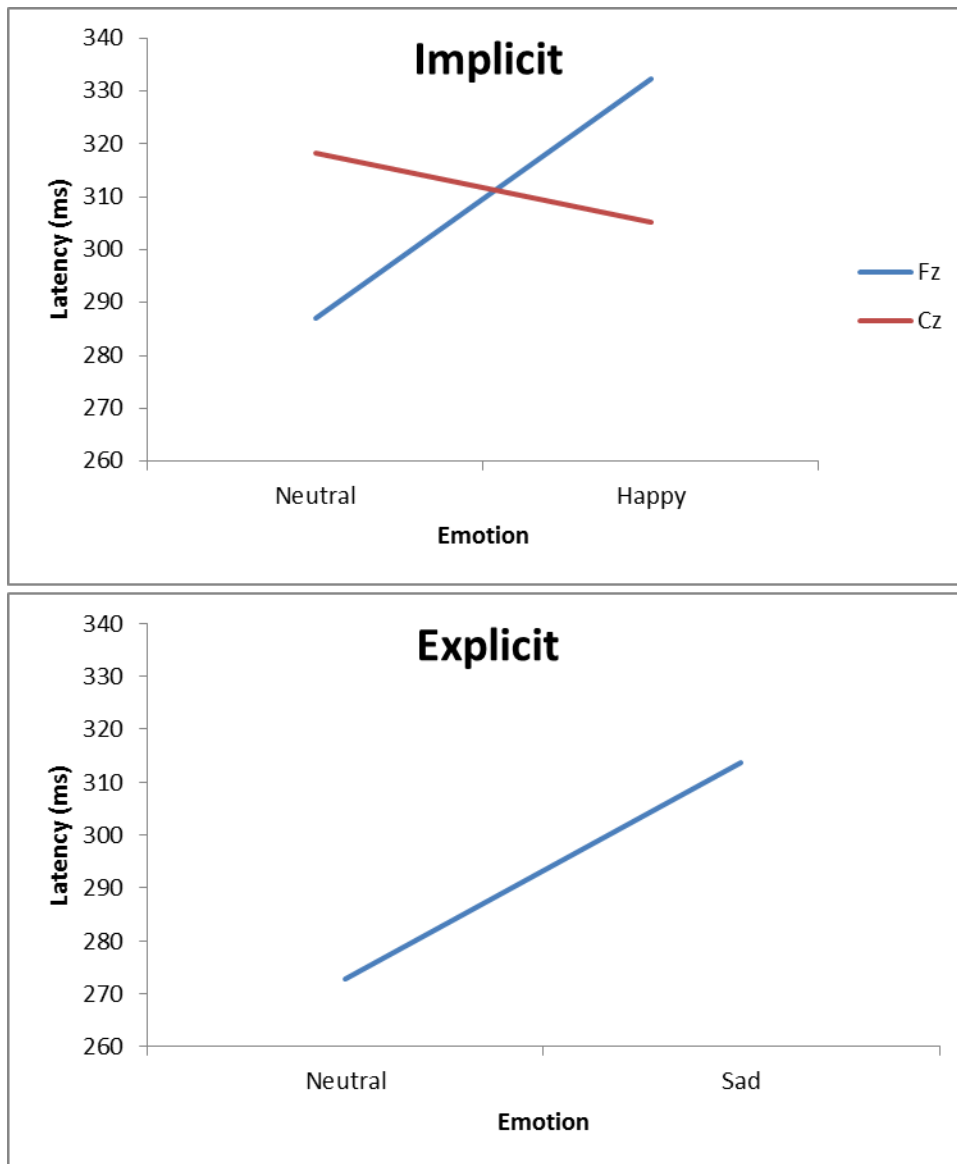 Implicit
340
330
320
310
300
290
280
270
260
Latency (ms)
Neutral Happy
Emotion
Fz
Cz
Explicit
340
330
320
310
300
290
280
270
260
Latency (ms)
Neutral Sad
Emotion